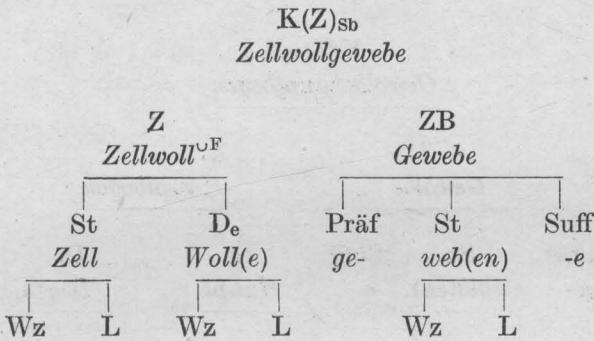 K(Z)Sb
Zellwollgewebe
Z ZB
Zellwoll∪F Gewebe
St De Präf St Suff
Zell Woll(e) ge- web(en) -e
Wz L Wz L Wz L